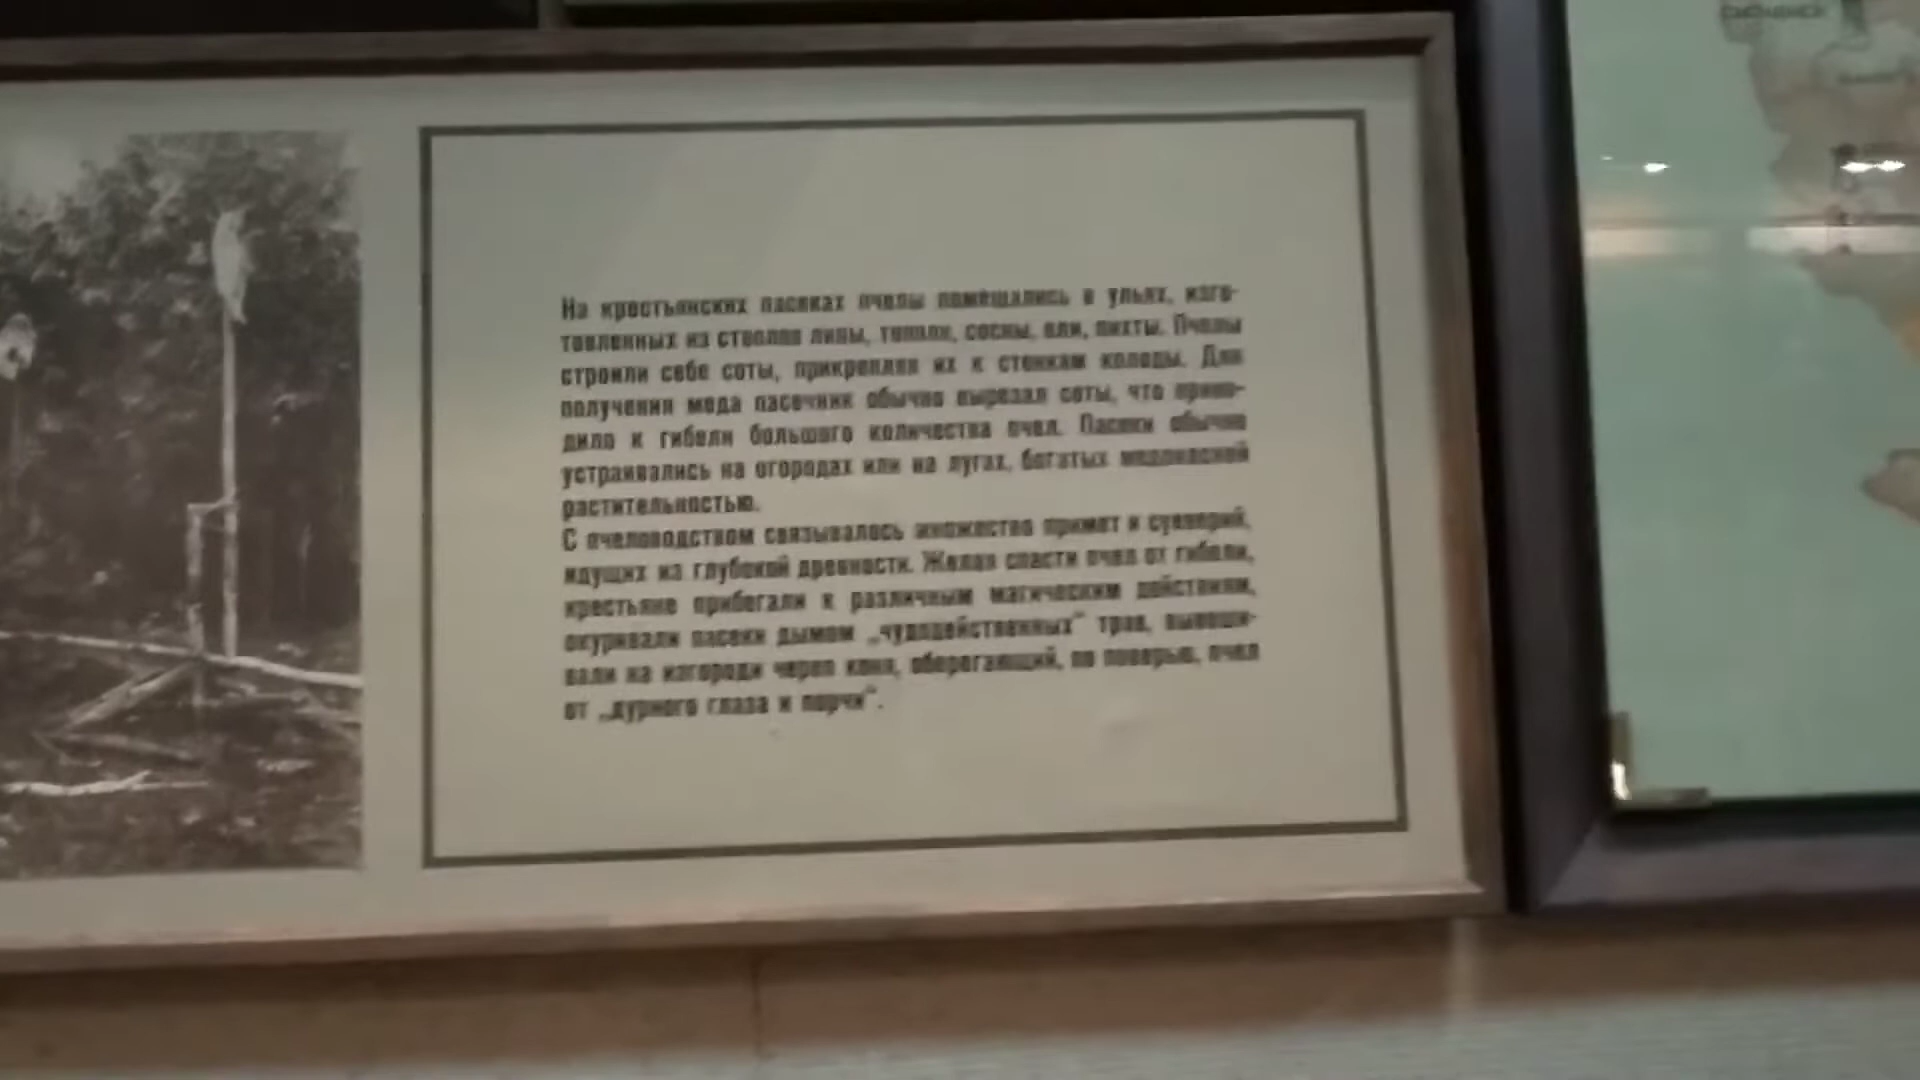 На крестьянских пасеках пчелы помещались в ульях, изго-
товленных из стволов липы, тополя, сосны, ели, пихты. Пчелы
строили себе соты, прикрепляя их к стенкам колоды. Для
получения меда пасечник обычно вырезал соты, что приво-
дило к гибели большого количества пчел. Пасеки обычно
устраивались на огородах или на лугах, богатых медоносной
растительностью.
С пчеловодством связывалось множество примет и суеверий,
идущих из глубокой древности. Желая спасти пчел от гибели,
крестьяне прибегали к различным магическим действиям,
окуривали пасеки дымом „чудодейственных“ трав, вывеши-
вали на изгороди череп коня, оберегающий, по поверью, пчел
от „дурного глаза и порчи“.